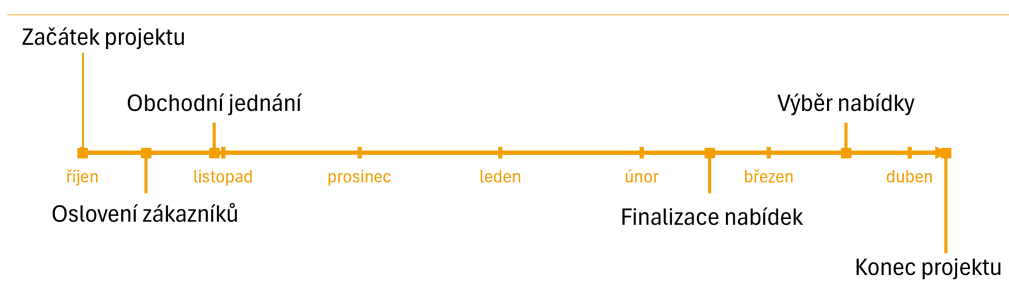 Začátek projektu
Obchodní jednání
Výběr nabídky
říjen listopad prosinec leden únor březen duben
Oslovení zákazníků
Finalizace nabídek
Konec projektu